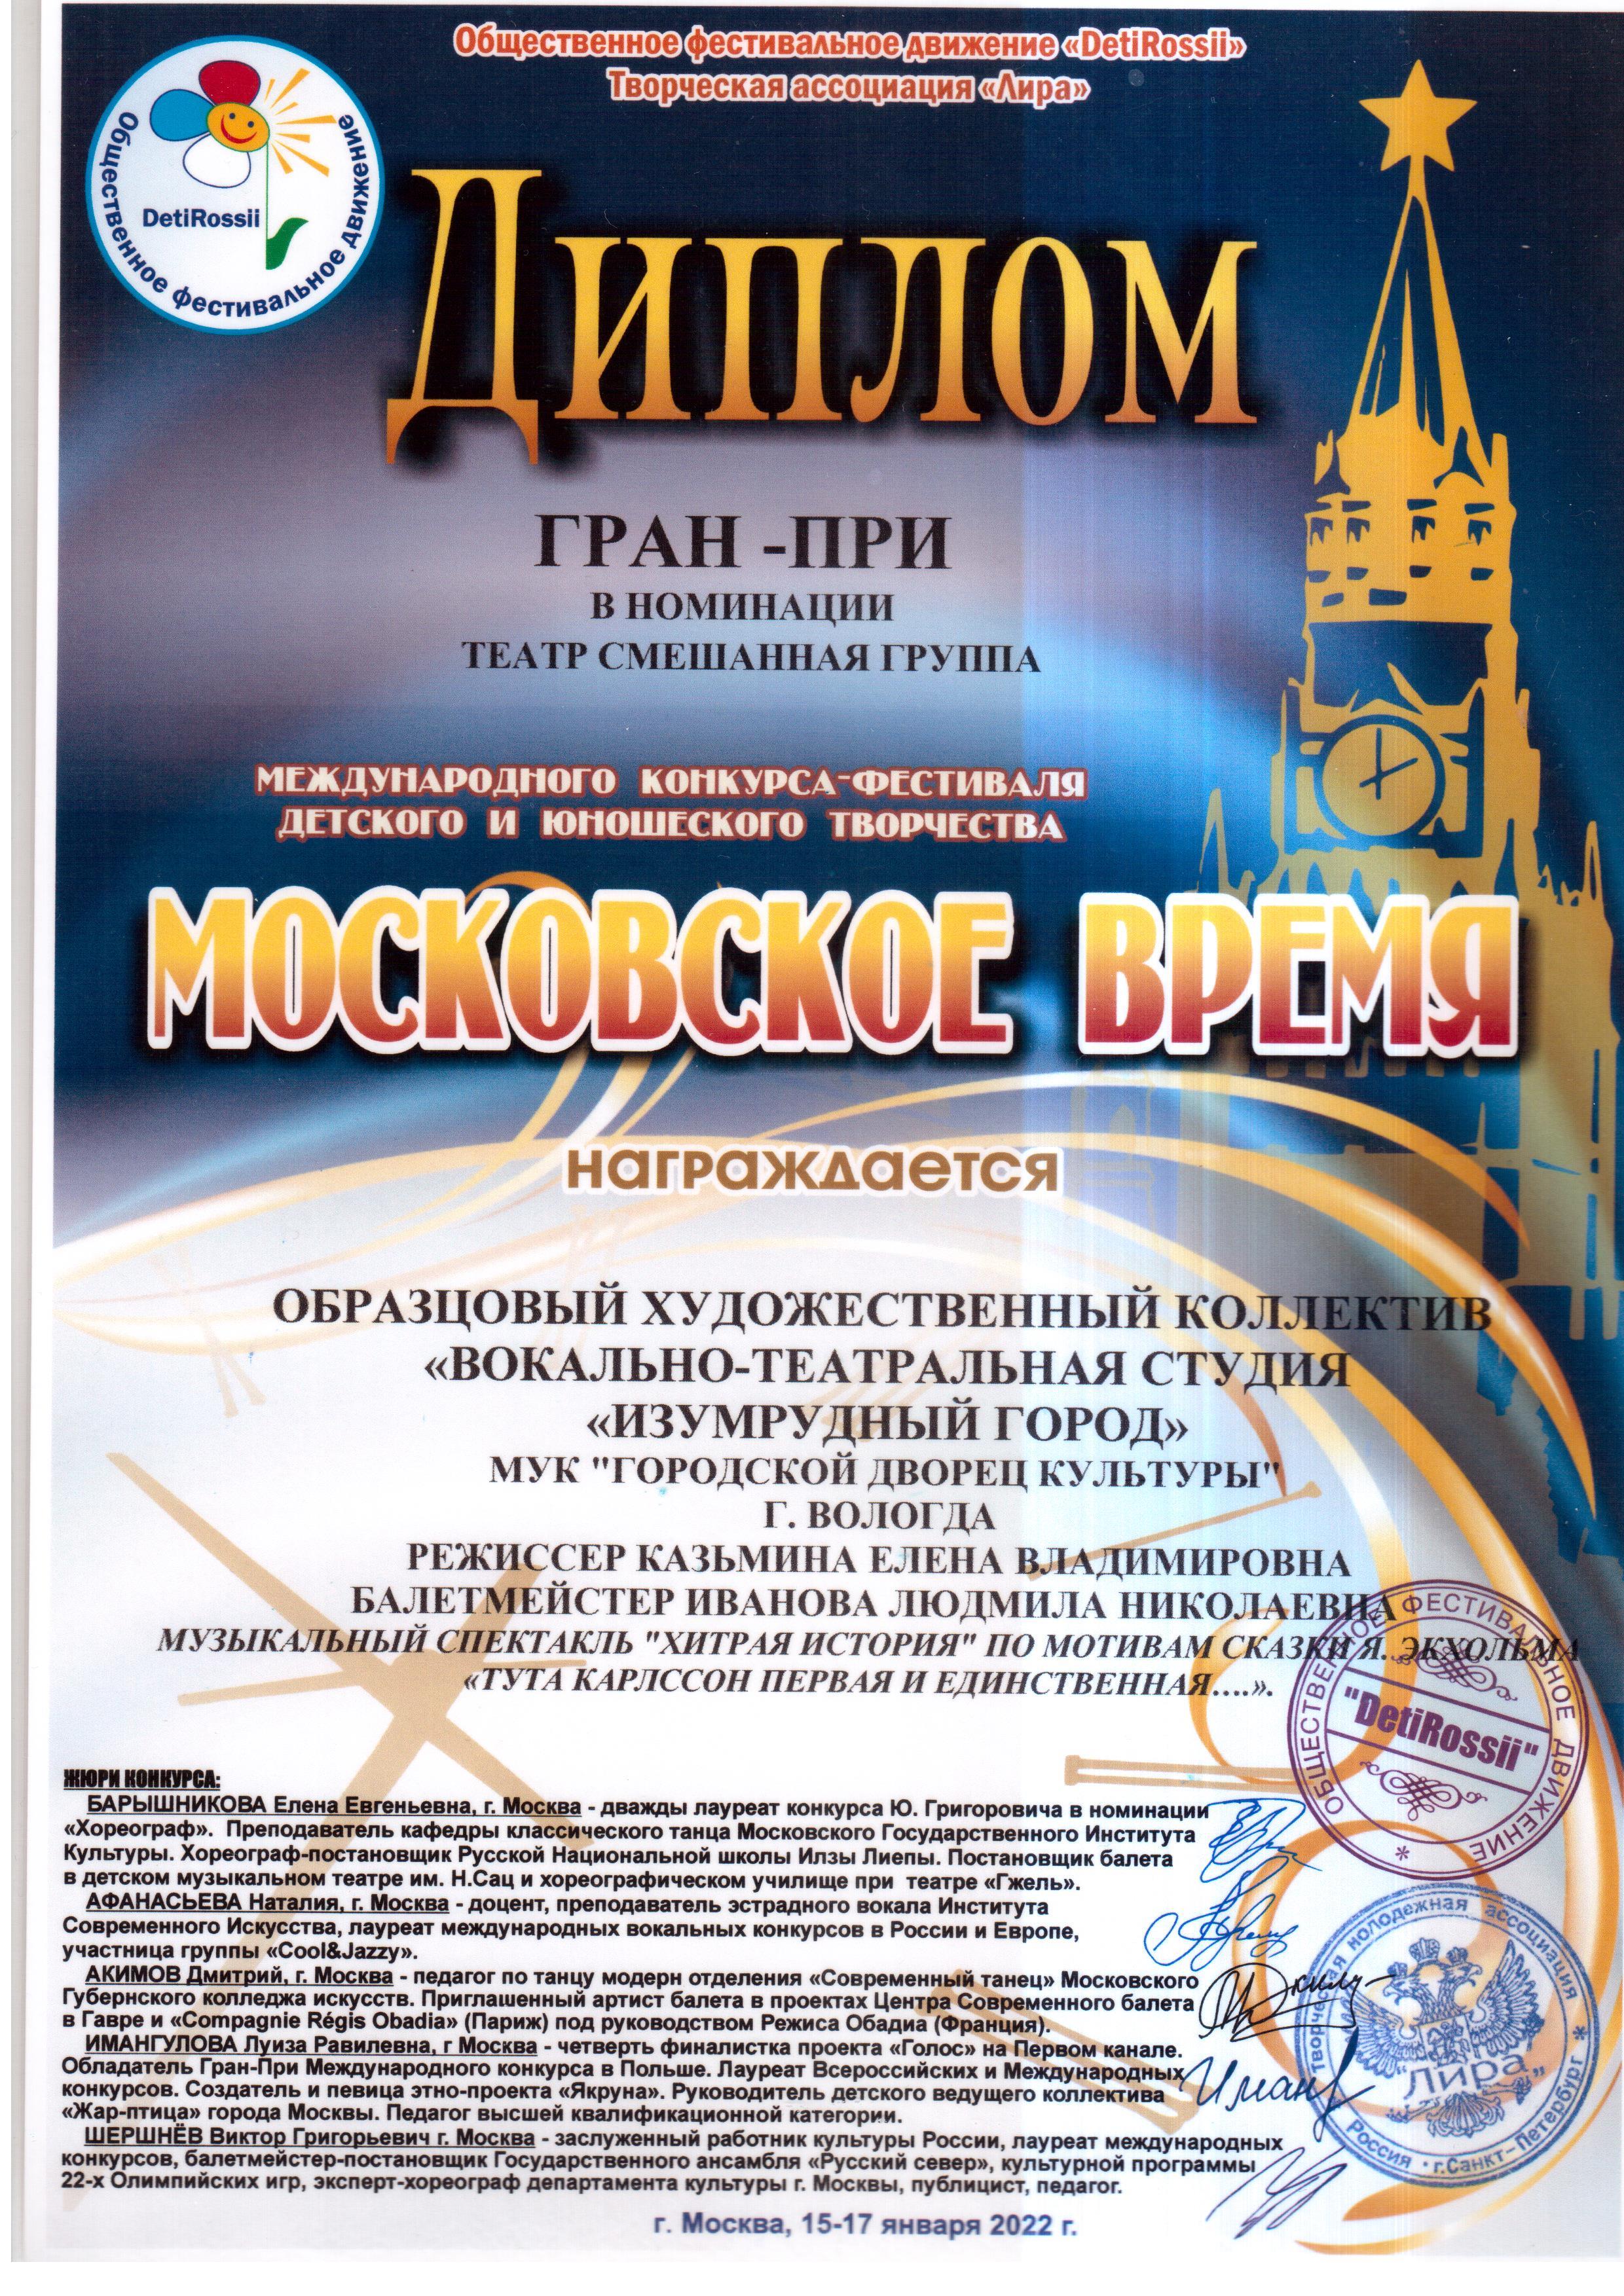 Общественное фестивальное движение «DetiRossii»
Творческая ассоциация «Лира»
Общественное фестивальное движение
DetiRossii
Диплом
ГРАН -ПРИ
В НОМИНАЦИИ
ТЕАТР СМЕШАННАЯ ГРУППА
МЕЖДУНАРОДНОГО КОНКУРСА-ФЕСТИВАЛЯ
ДЕТСКОГО И ЮНОШЕСКОГО ТВОРЧЕСТВА
МОСКОВСКОЕ ВРЕМЯ
награждается
ОБРАЗЦОВЫЙ ХУДОЖЕСТВЕННЫЙ КОЛЛЕКТИВ
«ВОКАЛЬНО-ТЕАТРАЛЬНАЯ СТУДИЯ
«ИЗУМРУДНЫЙ ГОРОД»
МУК "ГОРОДСКОЙ ДВОРЕЦ КУЛЬТУРЫ"
Г. ВОЛОГДА
РЕЖИССЕР КАЗЬМИНА ЕЛЕНА ВЛАДИМИРОВНА
БАЛЕТМЕЙСТЕР ИВАНОВА ЛЮДМИЛА НИКОЛАЕВНА
МУЗЫКАЛЬНЫЙ СПЕКТАКЛЬ "ХИТРАЯ ИСТОРИЯ" ПО МОТИВАМ СКАЗКИ Я. ЭКХОЛЬМА
«ТУТА КАРЛССОН ПЕРВАЯ И ЕДИНСТВЕННАЯ….».
ОБЩЕСТВЕННОЕ ФЕСТИВАЛЬНОЕ ДВИЖЕНИЕ *
"DetiRossii"
ЖЮРИ КОНКУРСА:
БАРЫШНИКОВА Елена Евгеньевна, г. Москва - дважды лауреат конкурса Ю. Григоровича в номинации
«Хореограф». Преподаватель кафедры классического танца Московского Государственного Института
Культуры. Хореограф-постановщик Русской Национальной школы Илзы Лиепы. Постановщик балета
в детском музыкальном театре им. Н.Сац и хореографическом училище при театре «Гжель».
АФАНАСЬЕВА Наталия, г. Москва - доцент, преподаватель эстрадного вокала Института
Современного Искусства, лауреат международных вокальных конкурсов в России и Европе,
участница группы «Cool&Jazzy».
АКИМОВ Дмитрий, г. Москва - педагог по танцу модерн отделения «Современный танец» Московского
Губернского колледжа искусств. Приглашенный артист балета в проектах Центра Современного балета
в Гавре и «Compagnie Régis Obadia» (Париж) под руководством Режиса Обадиа (Франция).
ИМАНГУЛОВА Луиза Равилевна, г Москва - четверть финалистка проекта «Голос» на Первом канале.
Обладатель Гран-При Международного конкурса в Польше. Лауреат Всероссийских и Международных
конкурсов. Создатель и певица этно-проекта «Якруна». Руководитель детского ведущего коллектива
«Жар-птица» города Москвы. Педагог высшей квалификационной категории.
ШЕРШНЁВ Виктор Григорьевич г. Москва - заслуженный работник культуры России, лауреат международных
конкурсов, балетмейстер-постановщик Государственного ансамбля «Русский север», культурной программы
22-х Олимпийских игр, эксперт-хореограф департамента культуры г. Москвы, публицист, педагог.
творческая молодежная ассоциация *
"Лира"
Россия · г.Санкт-Петербург
г. Москва, 15-17 января 2022 г.